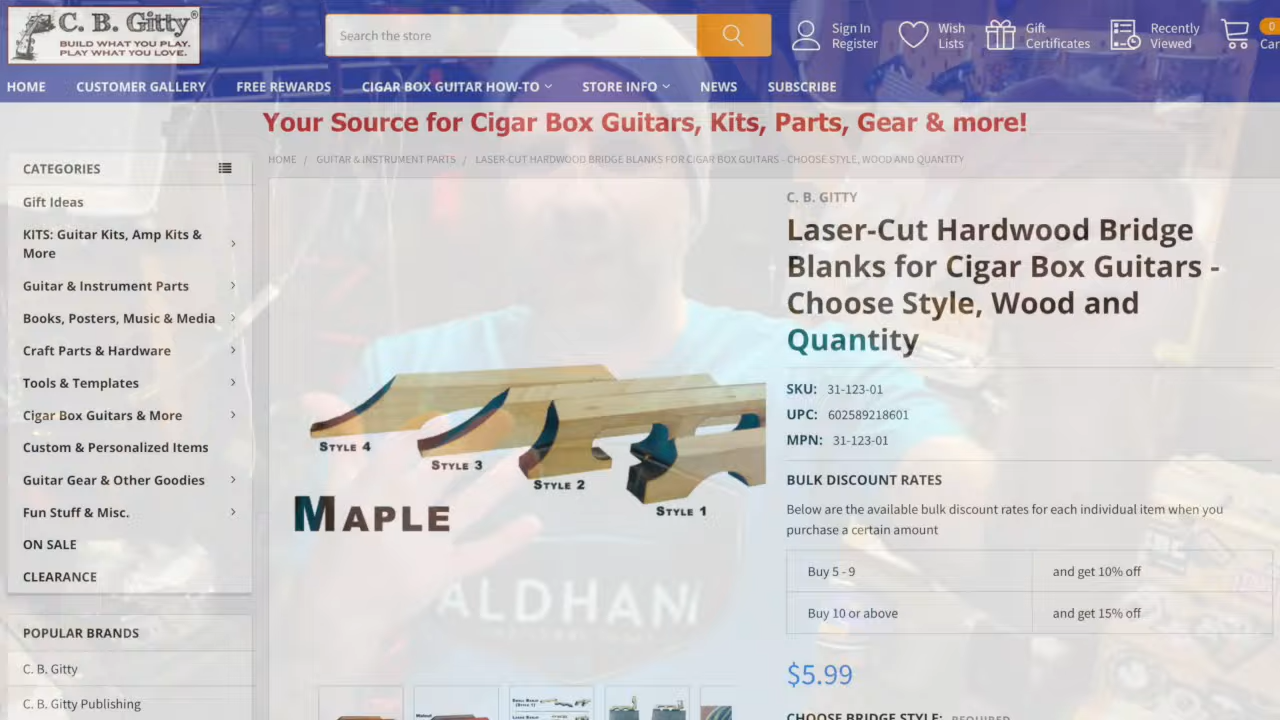 C. B. Gitty®
BUILD WHAT YOU PLAY.
PLAY WHAT YOU LOVE.
Search the store
Sign In
Register
Wish
Lists
Gift
Certificates
Recently
Viewed
0
Car
HOME
CUSTOMER GALLERY
FREE REWARDS
CIGAR BOX GUITAR HOW-TO
STORE INFO
NEWS
SUBSCRIBE
Your Source for Cigar Box Guitars, Kits, Parts, Gear & more!
CATEGORIES
Gift Ideas
KITS: Guitar Kits, Amp Kits &
More
Guitar & Instrument Parts
Books, Posters, Music & Media
Craft Parts & Hardware
Tools & Templates
Cigar Box Guitars & More
Custom & Personalized Items
Guitar Gear & Other Goodies
Fun Stuff & Misc.
ON SALE
CLEARANCE
POPULAR BRANDS
C. B. Gitty
C. B. Gitty Publishing
HOME / GUITAR & INSTRUMENT PARTS / LASER-CUT HARDWOOD BRIDGE BLANKS FOR CIGAR BOX GUITARS - CHOOSE STYLE, WOOD AND QUANTITY
STYLE 4
STYLE 3
STYLE 2
STYLE 1
MAPLE
ALDHAM
C. B. GITTY
Laser-Cut Hardwood Bridge
Blanks for Cigar Box Guitars -
Choose Style, Wood and
Quantity
SKU: 31-123-01
UPC: 602589218601
MPN: 31-123-01
BULK DISCOUNT RATES
Below are the available bulk discount rates for each individual item when you
purchase a certain amount
Buy 5 - 9 and get 10% off
Buy 10 or above and get 15% off
$5.99
CHOOSE BRIDGE STYLE: REQUIRED